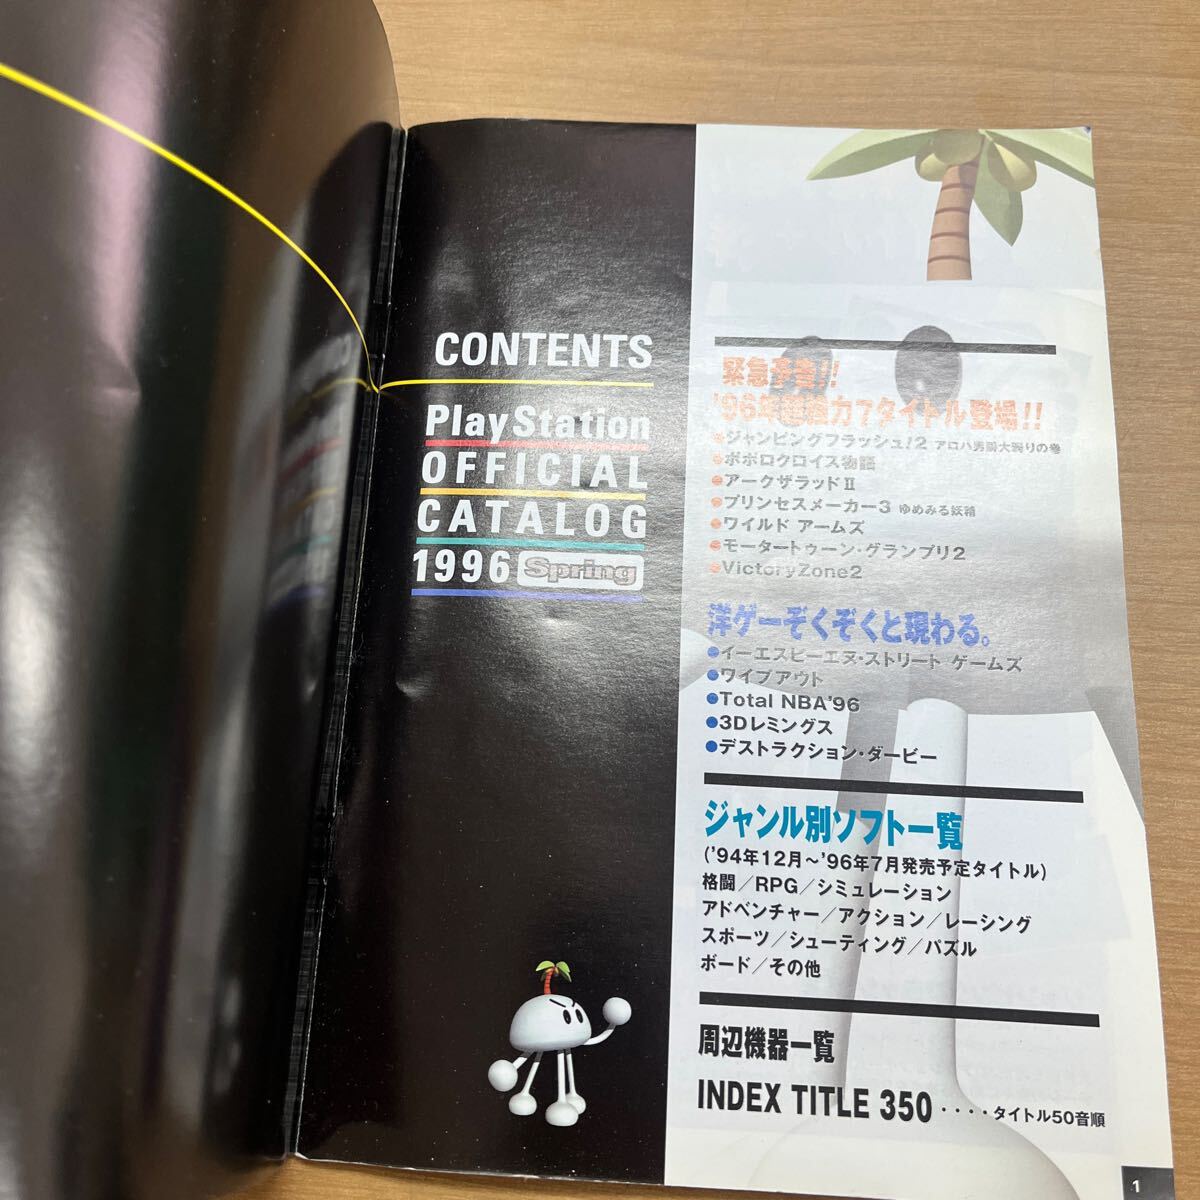 CONTENTS
PlayStation
OFFICIAL
CATALOG
1996 Spring
緊急予告!!
'96年超強力7タイトル登場!!
●ジャンピングフラッシュ!2 アロハ男爵大弱りの巻
●ポポロクロイス物語
●アークザラッドⅡ
●プリンセスメーカー3 ゆめみる妖精
●ワイルド アームズ
●モータートゥーン・グランプリ2
●VictoryZone2
洋ゲーぞくぞくと現わる。
●イーエスピーエヌ・ストリート ゲームズ
●ワイプアウト
●Total NBA'96
●3Dレミングス
●デストラクション・ダービー
ジャンル別ソフト一覧
('94年12月〜'96年7月発売予定タイトル)
格闘/RPG/シミュレーション
アドベンチャー/アクション/レーシング
スポーツ/シューティング/パズル
ボード/その他
周辺機器一覧
INDEX TITLE 350・・・・タイトル50音順
1